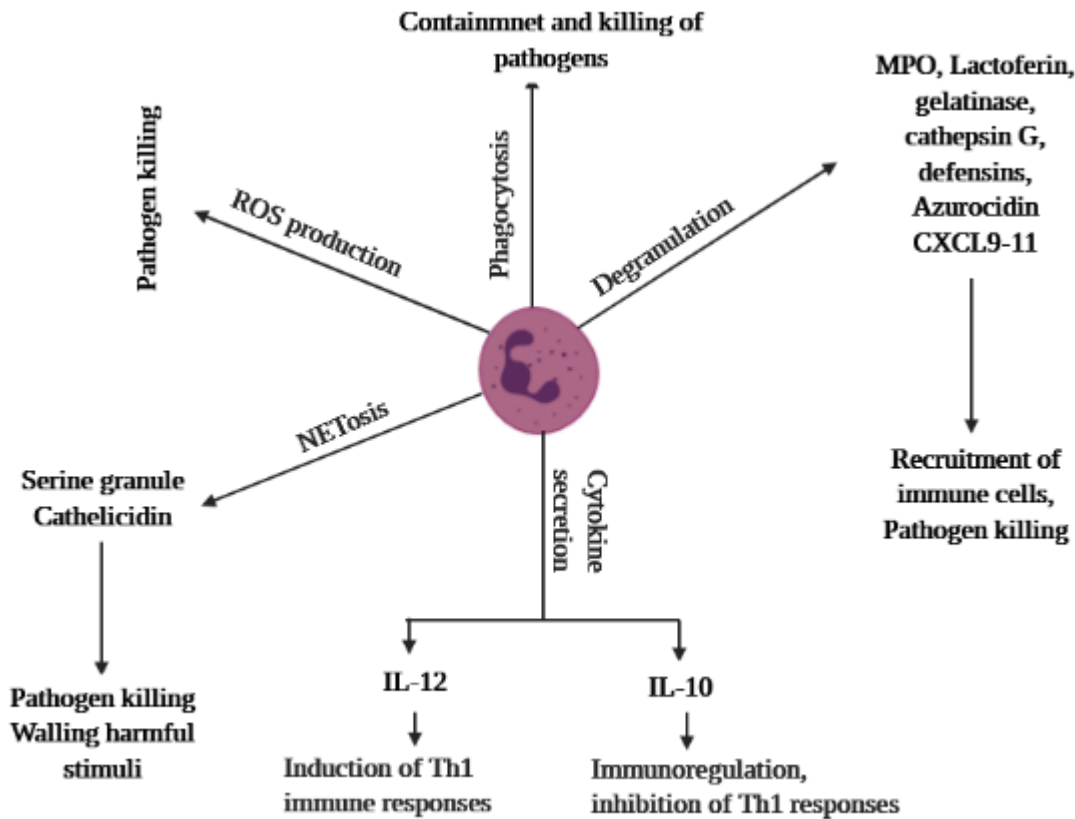 Containmnet and killing of
pathogens
MPO, Lactoferin,
gelatinase,
cathepsin G,
defensins,
Azurocidin
CXCL9-11
Pathogen killing
ROS production
Phagocytosis
Degranulation
NETosis
Serine granule
Cathelicidin
Cytokine
secretion
Recruitment of
immune cells,
Pathogen killing
Pathogen killing
Walling harmful
stimuli
IL-12
IL-10
Induction of Th1
immune responses
Immunoregulation,
inhibition of Th1 responses